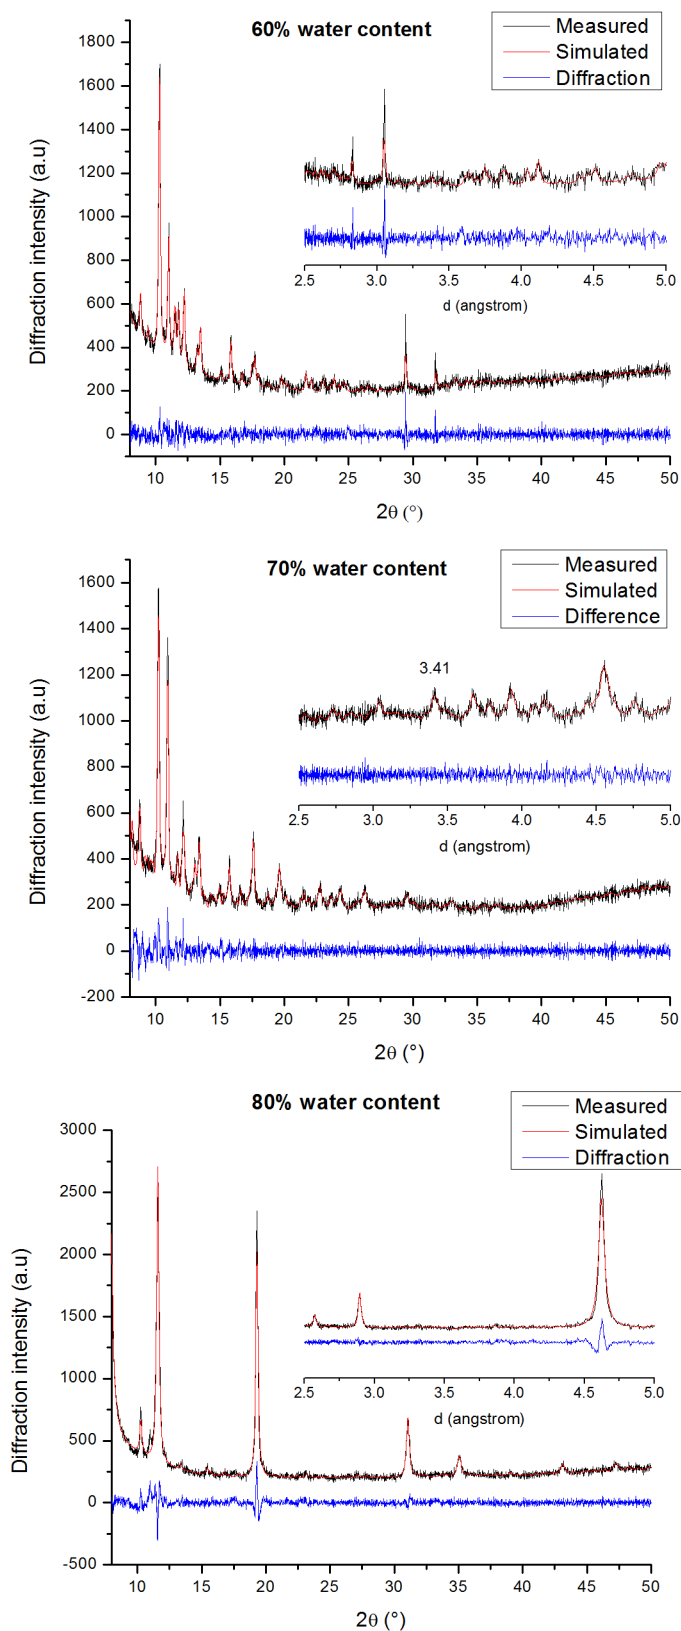 60% water content
Measured
Simulated
Diffraction
1800
1600
1400
1200
1000
800
600
400
200
0
Diffraction intensity (a.u)
2.5 3.0 3.5 4.0 4.5 5.0
d (angstrom)
10 15 20 25 30 35 40 45 50
2θ (°)
70% water content
Measured
Simulated
Difference
1600
1400
1200
1000
800
600
400
200
0
-200
Diffraction intensity (a.u)
3.41
2.5 3.0 3.5 4.0 4.5 5.0
d (angstrom)
10 15 20 25 30 35 40 45 50
2θ (°)
80% water content
Measured
Simulated
Diffraction
3000
2500
2000
1500
1000
500
0
-500
Diffraction intensity (a.u)
2.5 3.0 3.5 4.0 4.5 5.0
d (angstrom)
10 15 20 25 30 35 40 45 50
2θ (°)